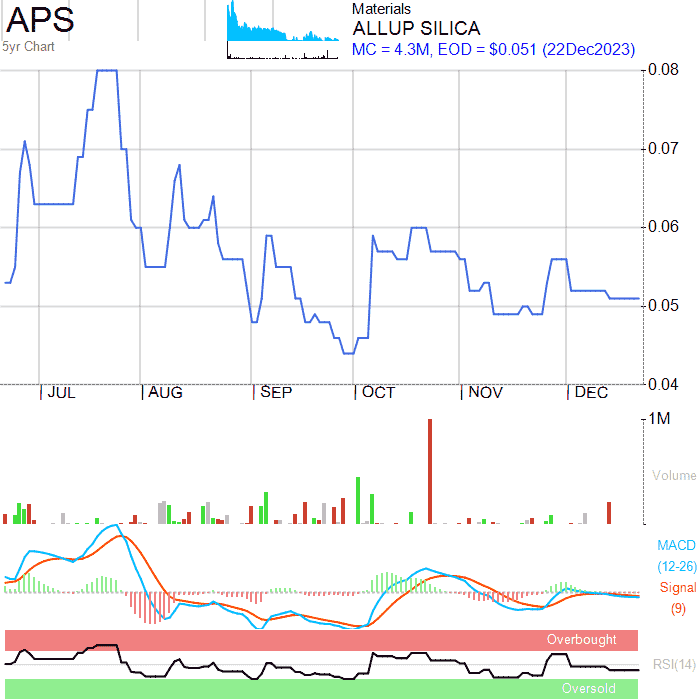 APS
5yr Chart
Materials
ALLUP SILICA
MC = 4.3M, EOD = $0.051 (22Dec2023)
0.08
0.07
0.06
0.05
0.04
JUL AUG SEP OCT NOV DEC
1M
Volume
MACD
(12-26)
Signal
(9)
Overbought
RSI(14)
Oversold